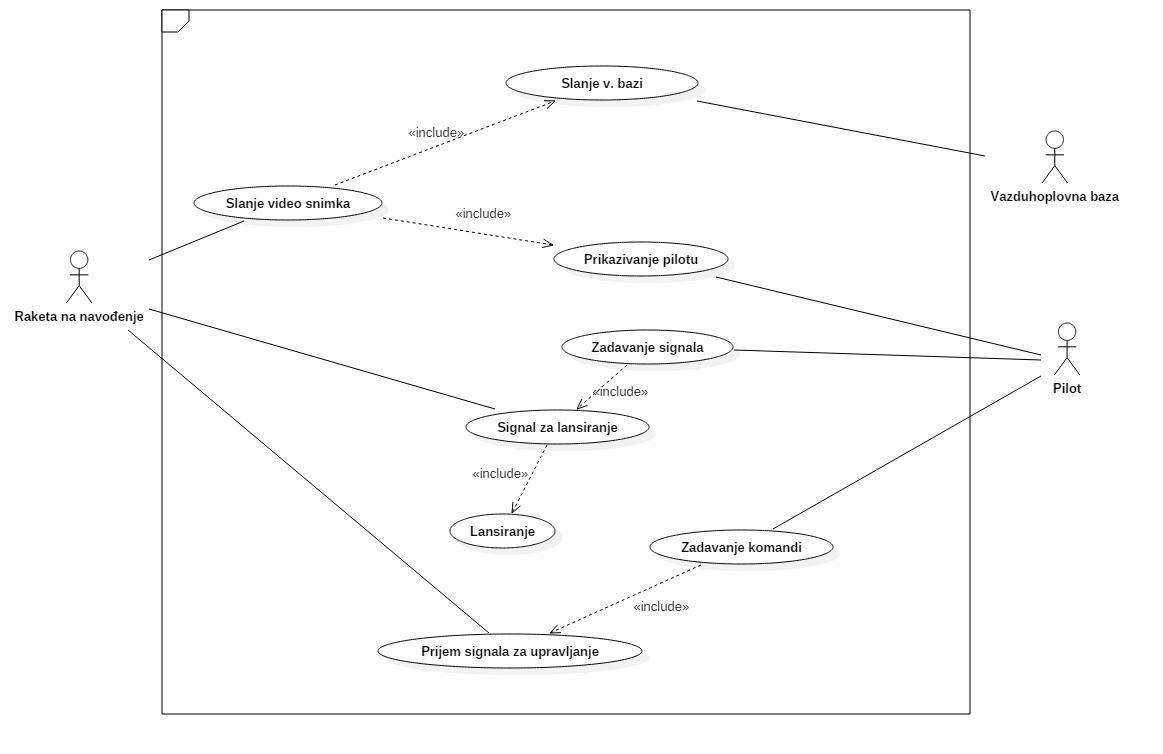 Slanje v. bazi
«include»
Vazduhoplovna baza
Slanje video snimka
«include»
Prikazivanje pilotu
Raketa na navođenje
Zadavanje signala
Pilot
«include»
Signal za lansiranje
«include»
Lansiranje
Zadavanje komandi
«include»
Prijem signala za upravljanje